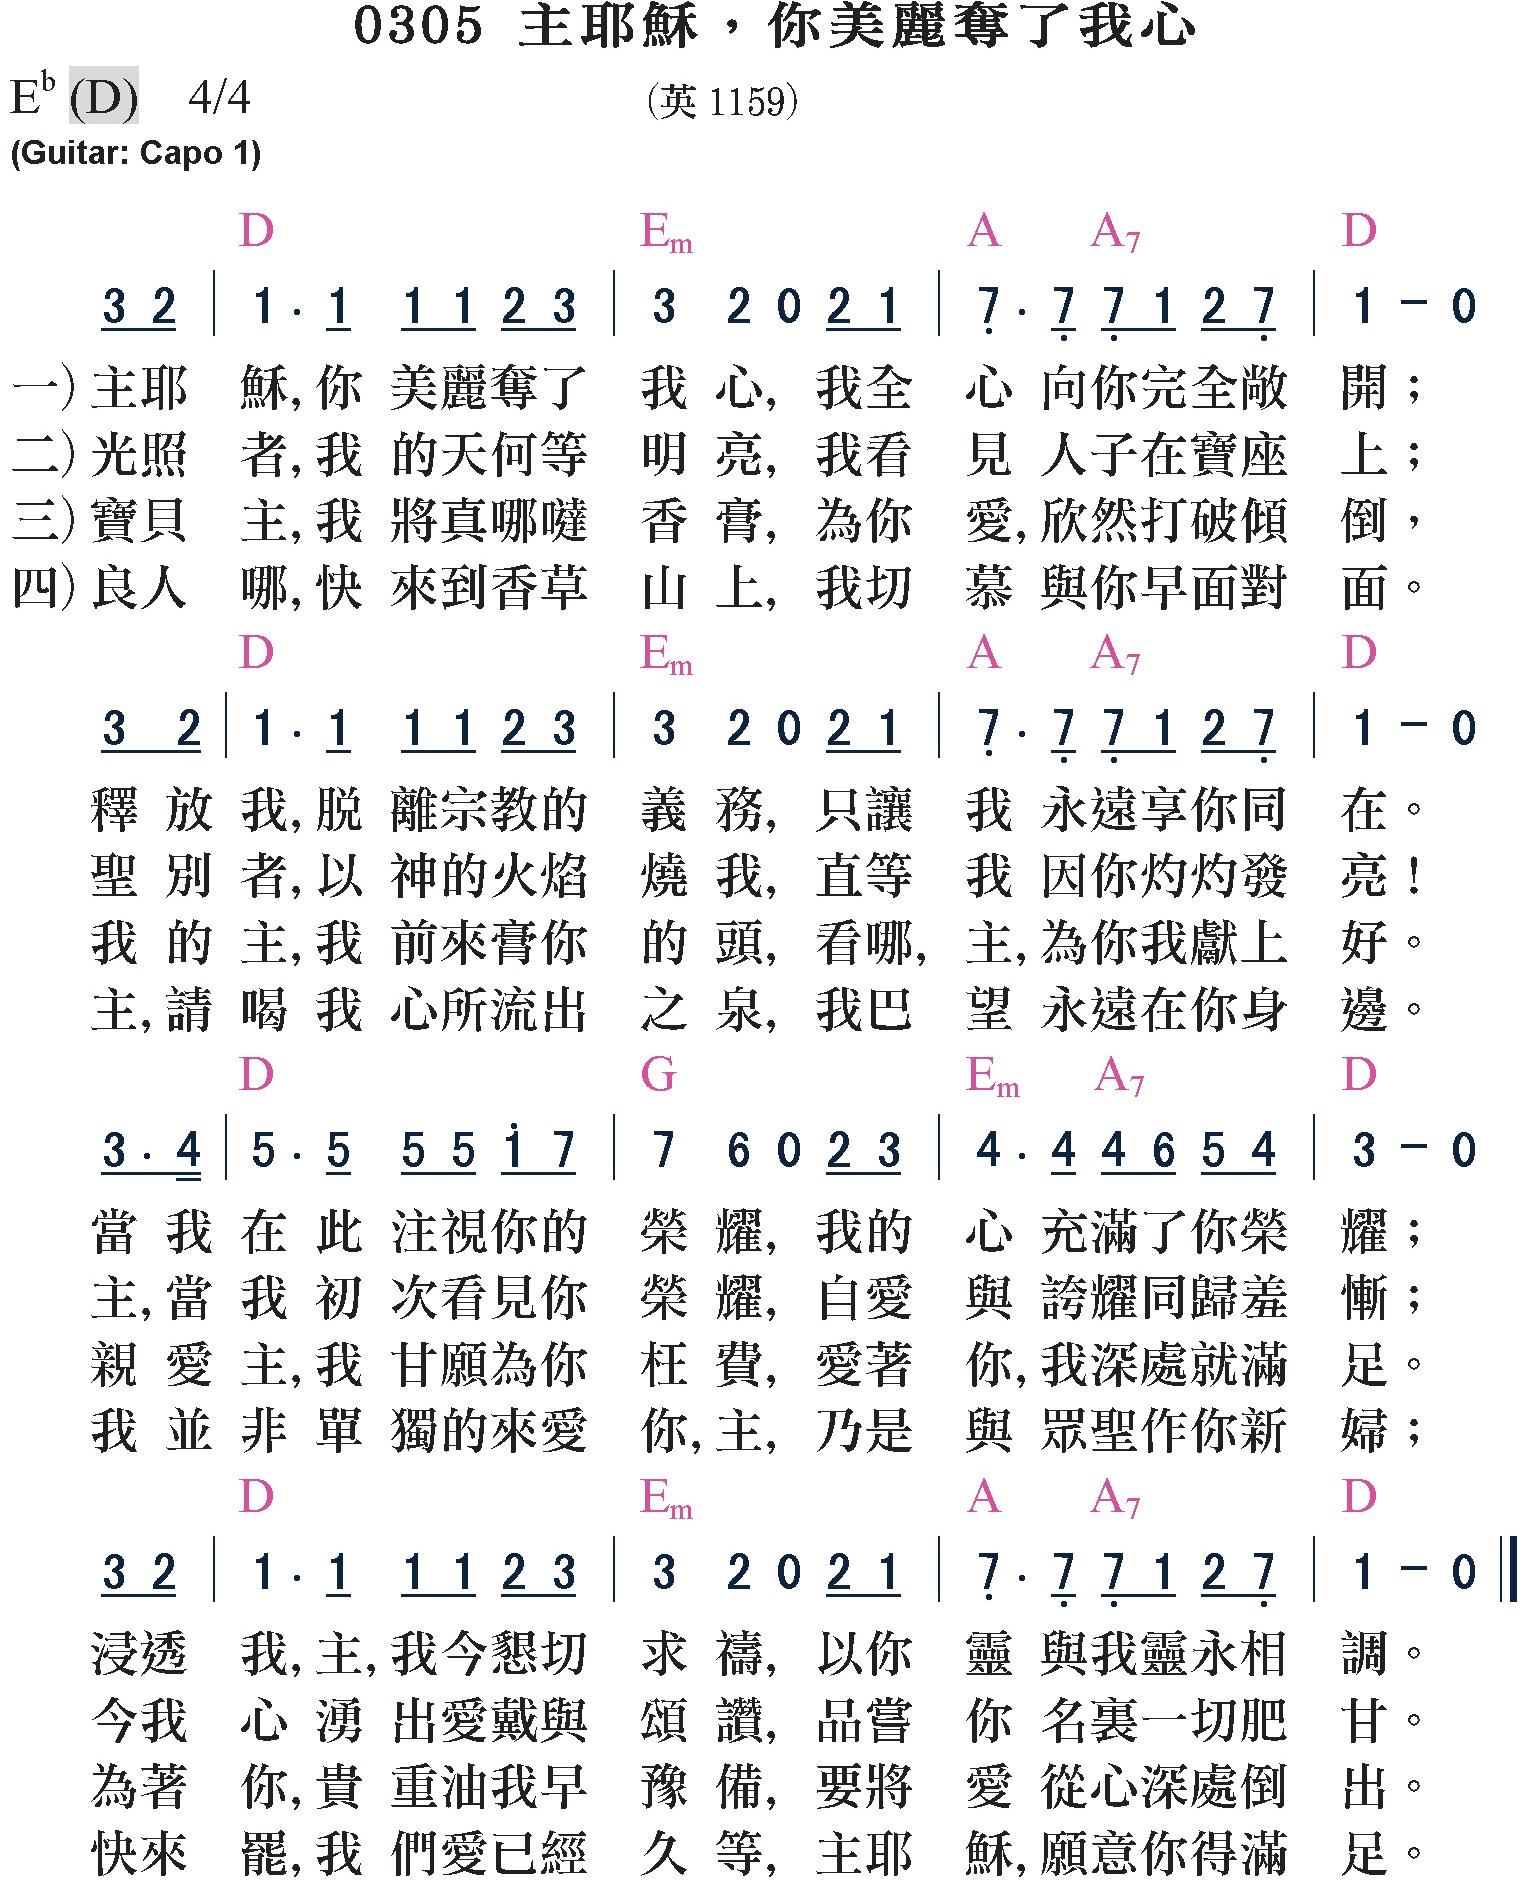 0305 主耶穌，你美麗奪了我心
E♭ (D) 4/4 (英 1159)
(Guitar: Capo 1)
D Em A A7 D
3 2 | 1 . 1 1 1 2 3 | 3 2 0 2 1 | 7 . 7 7 1 2 7 | 1 – 0
一) 主耶 穌, 你 美麗奪了 我 心, 我全 心 向你完全敞 開；
二) 光照 者, 我 的天何等 明 亮, 我看 見 人子在寶座 上；
三) 寶貝 主, 我 將真哪噠 香 膏, 為你 愛, 欣然打破傾 倒，
四) 良人 哪, 快 來到香草 山 上, 我切 慕 與你早面對 面。
D Em A A7 D
3 2 | 1 . 1 1 1 2 3 | 3 2 0 2 1 | 7 . 7 7 1 2 7 | 1 – 0
釋 放 我, 脱 離宗教的 義 務, 只讓 我 永遠享你同 在。
聖 別 者, 以 神的火焰 燒 我, 直等 我 因你灼灼發 亮！
我 的 主, 我 前來膏你 的 頭, 看哪, 主, 為你我獻上 好。
主, 請 喝 我 心所流出 之 泉, 我巴 望 永遠在你身 邊。
D G Em A7 D
3 . 4 | 5 . 5 5 5 1 7 | 7 6 0 2 3 | 4 . 4 4 6 5 4 | 3 – 0
當 我 在 此 注視你的 榮 耀, 我的 心 充滿了你榮 耀；
主, 當 我 初 次看見你 榮 耀, 自愛 與 誇耀同歸羞 慚；
親 愛 主, 我 甘願為你 枉 費, 愛著 你, 我深處就滿 足。
我 並 非 單 獨的來愛 你, 主, 乃是 與 眾聖作你新 婦；
D Em A A7 D
3 2 | 1 . 1 1 1 2 3 | 3 2 0 2 1 | 7 . 7 7 1 2 7 | 1 – 0
浸透 我, 主, 我今懇切 求 禱, 以你 靈 與我靈永相 調。
今我 心 湧 出愛戴與 頌 讚, 品嘗 你 名裏一切肥 甘。
為著 你, 貴 重油我早 豫 備, 要將 愛 從心深處倒 出。
快來 罷, 我 們愛已經 久 等, 主耶 穌, 願意你得滿 足。